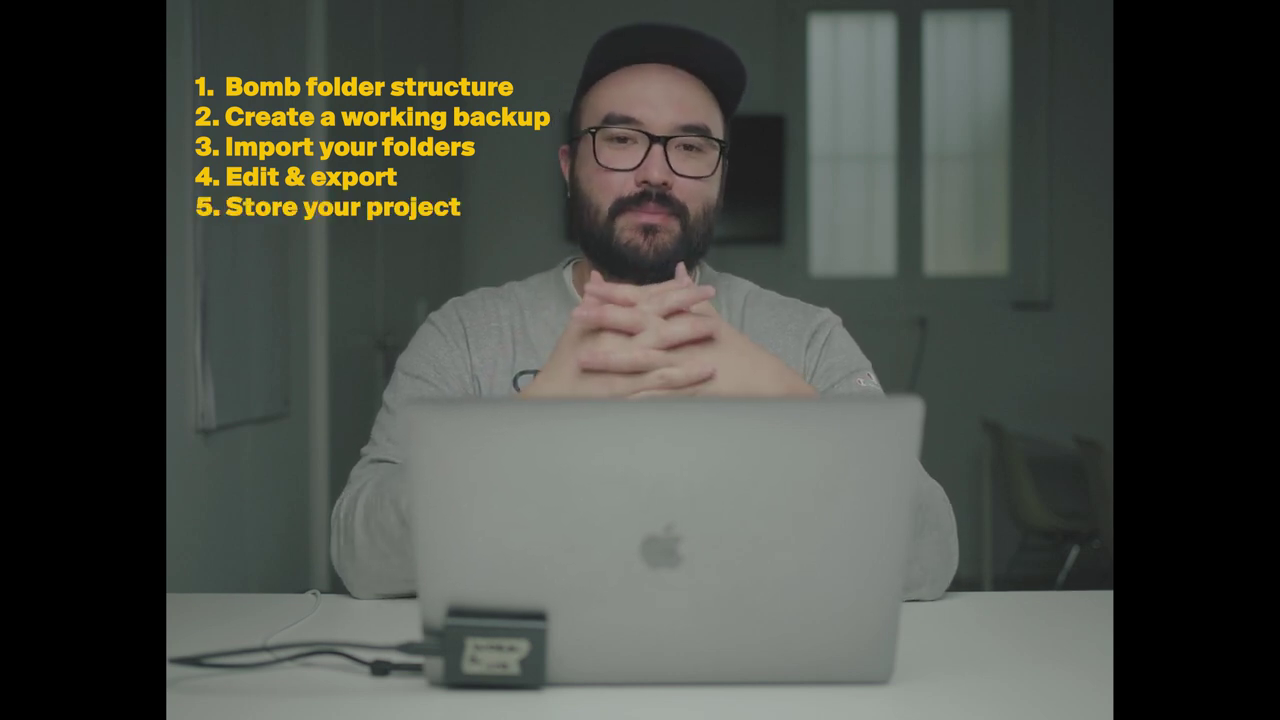 1. Bomb folder structure
2. Create a working backup
3. Import your folders
4. Edit & export
5. Store your project